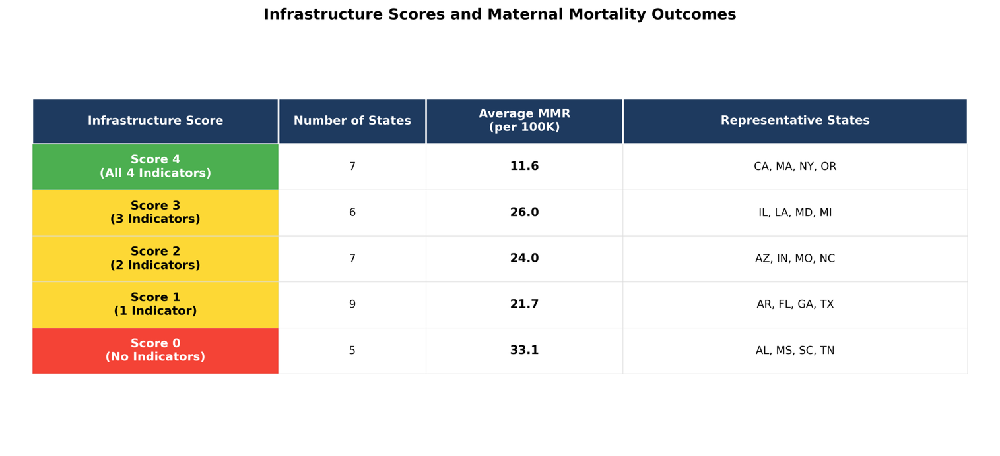 Infrastructure Scores and Maternal Mortality Outcomes
Infrastructure Score
Number of States
Average MMR
(per 100K)
Representative States
Score 4
(All 4 Indicators)
7
11.6
CA, MA, NY, OR
Score 3
(3 Indicators)
6
26.0
IL, LA, MD, MI
Score 2
(2 Indicators)
7
24.0
AZ, IN, MO, NC
Score 1
(1 Indicator)
9
21.7
AR, FL, GA, TX
Score 0
(No Indicators)
5
33.1
AL, MS, SC, TN